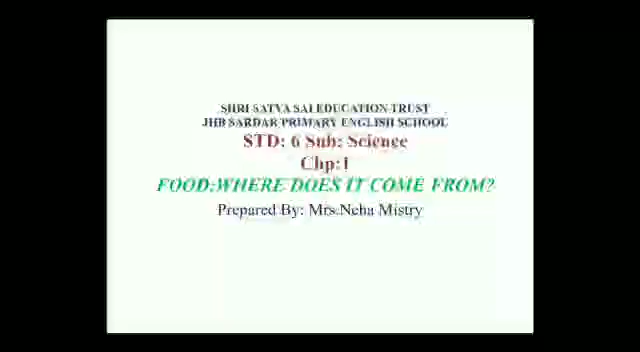 SHRI SATYA SAI EDUCATION TRUST
JHB SARDAR PRIMARY ENGLISH SCHOOL
STD: 6 Sub: Science
Chp:1
FOOD:WHERE DOES IT COME FROM?
Prepared By: Mrs.Neha Mistry